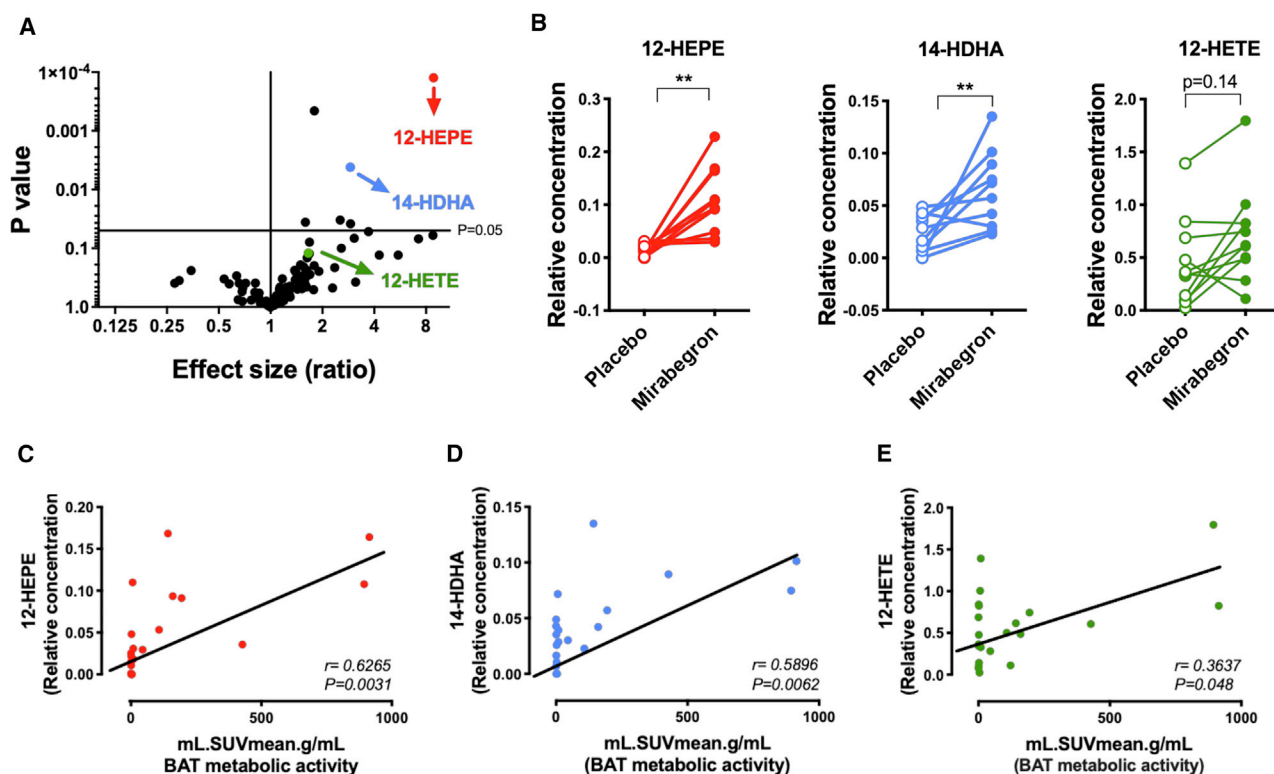 A
P value
1×10⁻⁴
0.001
0.01
0.1
1.0
12-HEPE
14-HDHA
P=0.05
12-HETE
0.125 0.25 0.5 1 2 4 8
Effect size (ratio)
B
12-HEPE
**
Relative concentration
0.3
0.2
0.1
0.0
-0.1
Placebo
Mirabegron
14-HDHA
**
Relative concentration
0.15
0.10
0.05
0.00
-0.05
Placebo
Mirabegron
12-HETE
p=0.14
Relative concentration
2.0
1.5
1.0
0.5
0.0
Placebo
Mirabegron
C
12-HEPE
(Relative concentration)
0.20
0.15
0.10
0.05
0.00
r= 0.6265
P=0.0031
0 500 1000
mL.SUVmean.g/mL
BAT metabolic activity
D
14-HDHA
(Relative concentration)
0.15
0.10
0.05
0.00
r= 0.5896
P=0.0062
0 500 1000
mL.SUVmean.g/mL
(BAT metabolic activity)
E
12-HETE
(Relative concentration)
2.0
1.5
1.0
0.5
0.0
r= 0.3637
P=0.048
0 500 1000
mL.SUVmean.g/mL
(BAT metabolic activity)